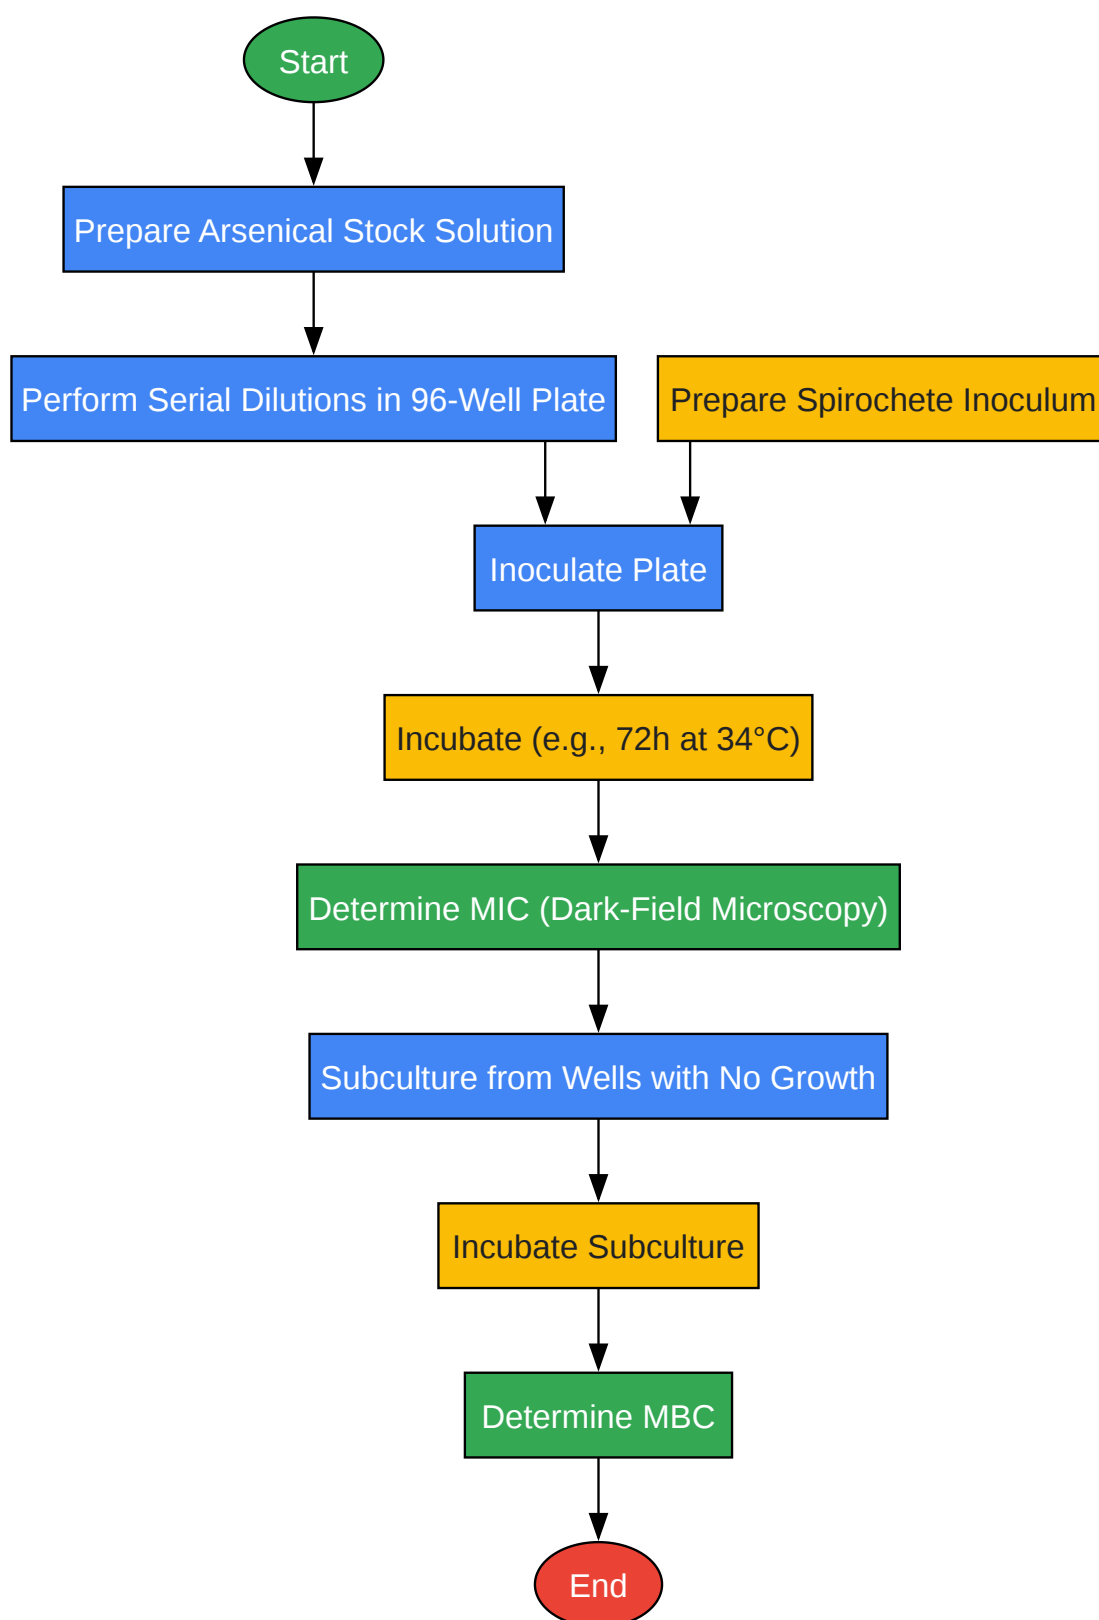 Start
Prepare Arsenical Stock Solution
Perform Serial Dilutions in 96-Well Plate
Prepare Spirochete Inoculum
Inoculate Plate
Incubate (e.g., 72h at 34°C)
Determine MIC (Dark-Field Microscopy)
Subculture from Wells with No Growth
Incubate Subculture
Determine MBC
End